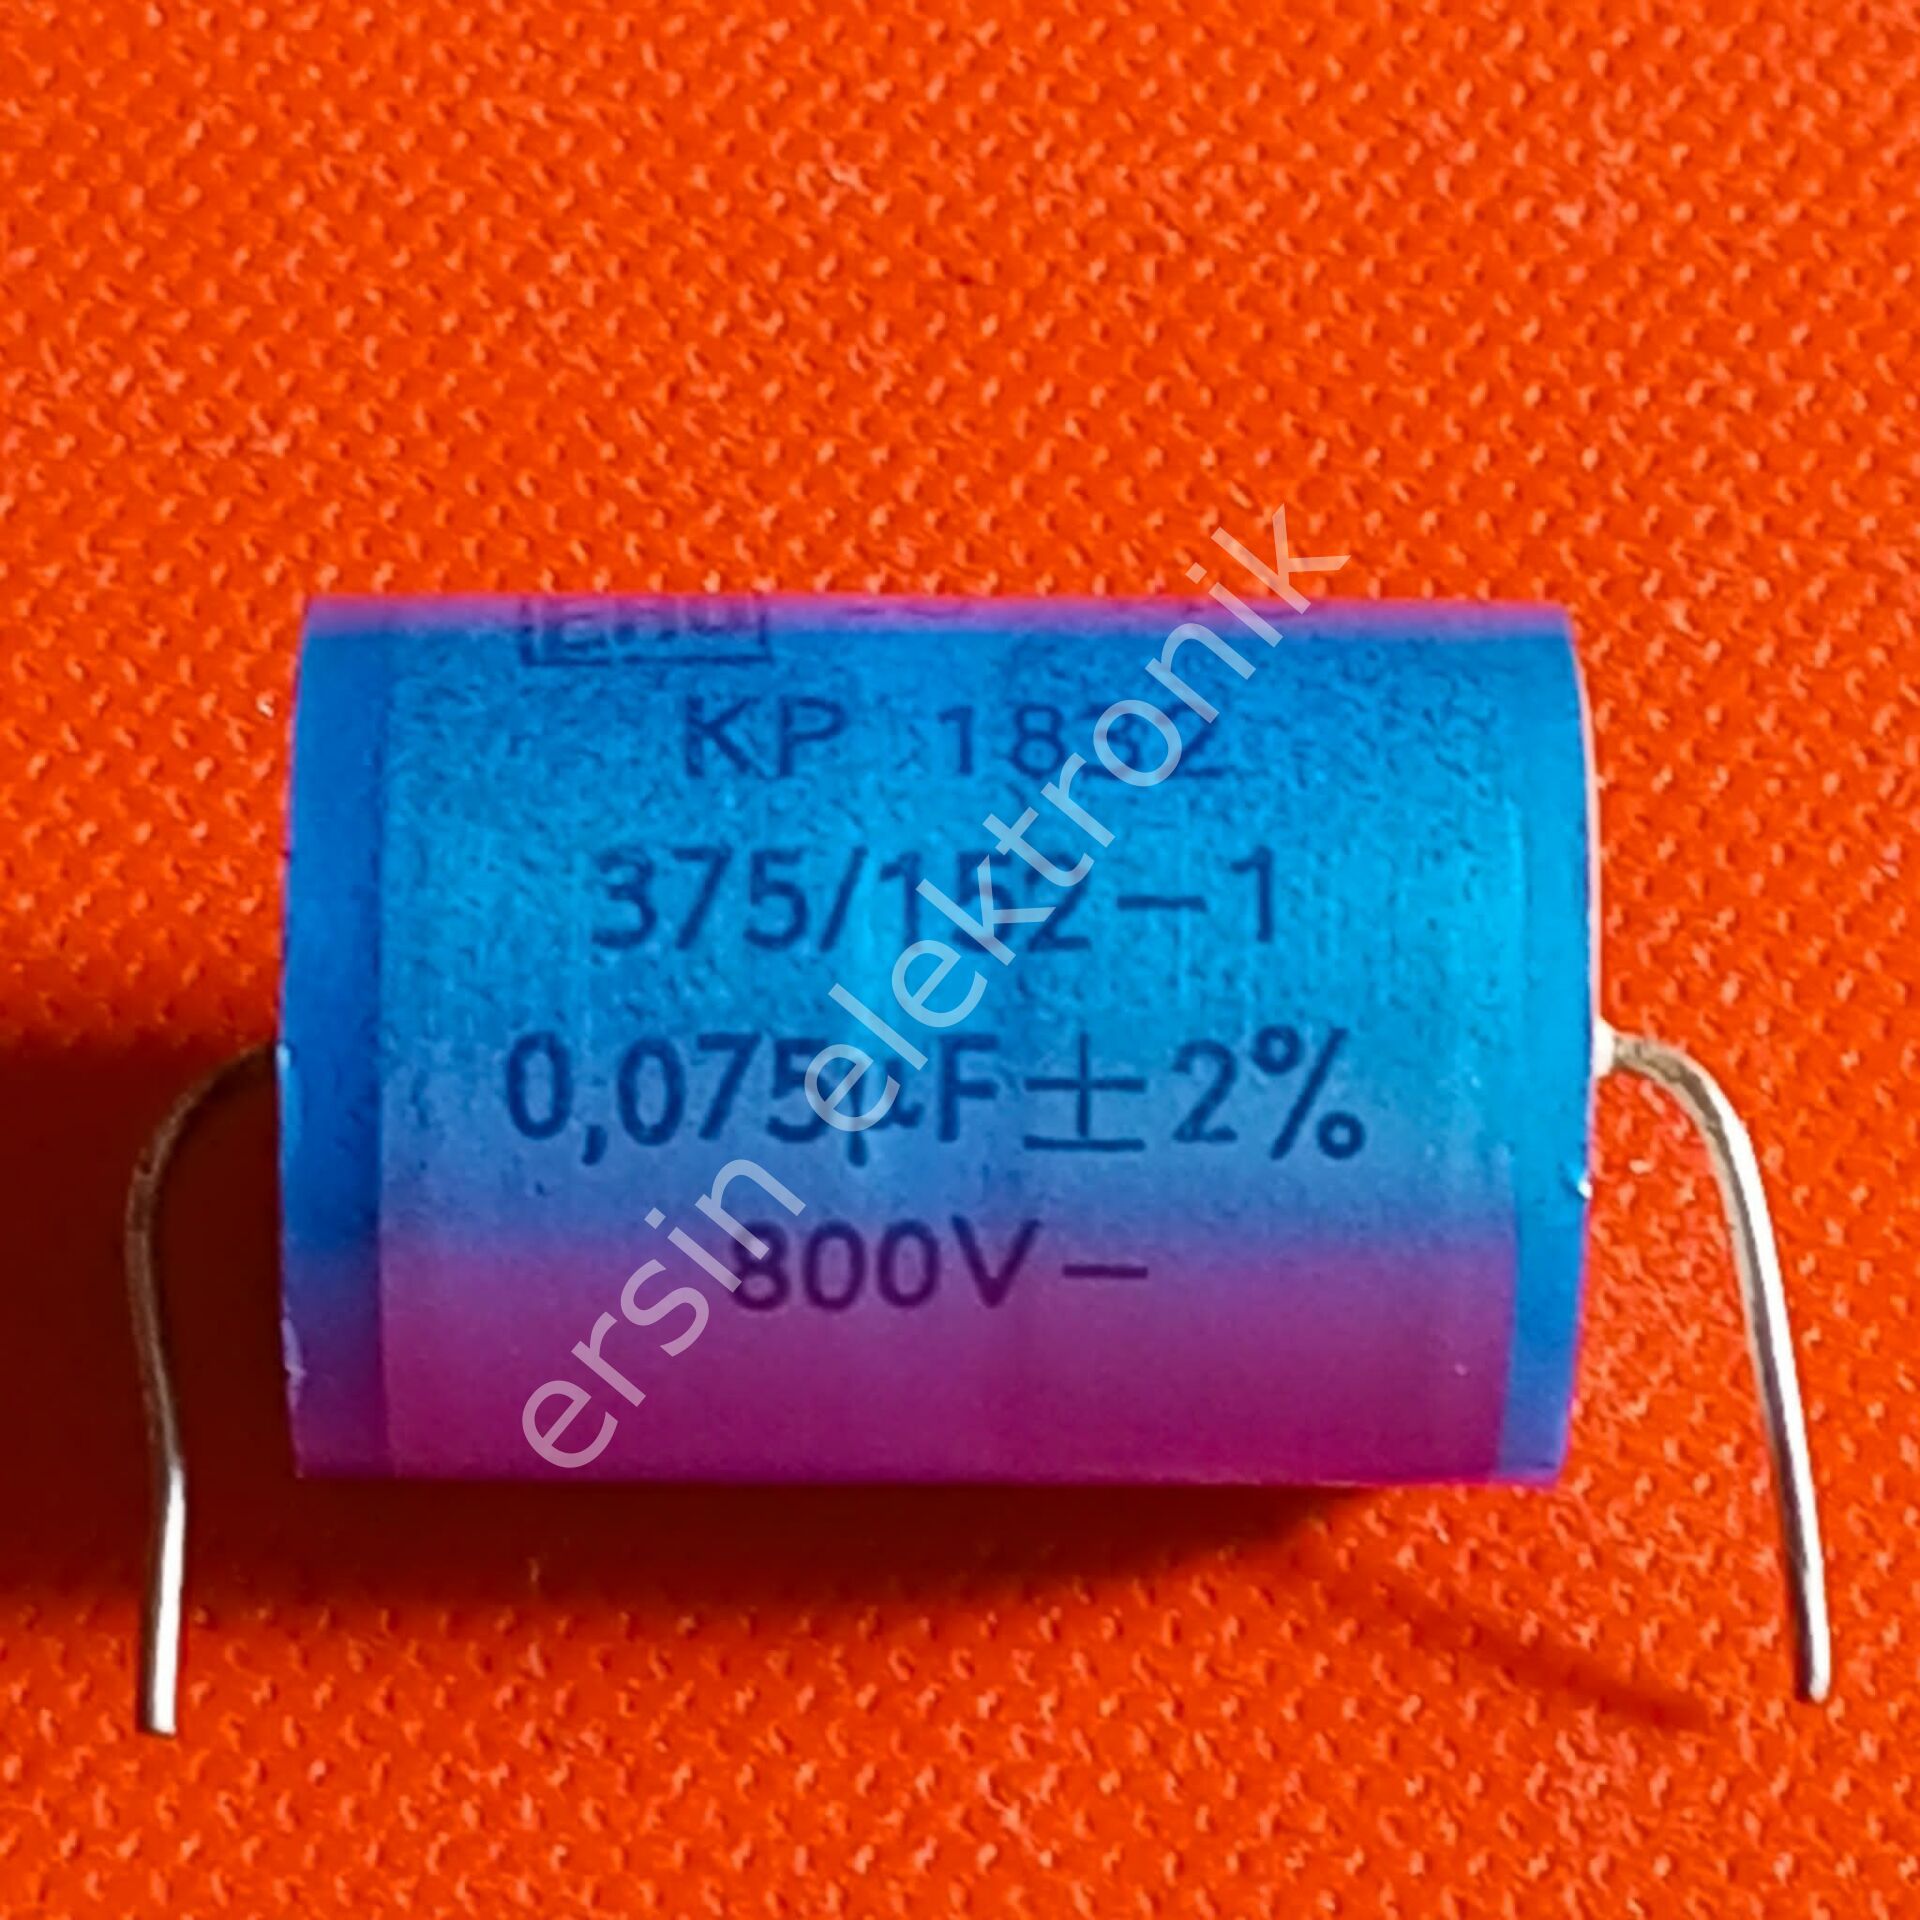 KP 1832
375/152-1
0,075µF±2%
800V-
ersin elektronik